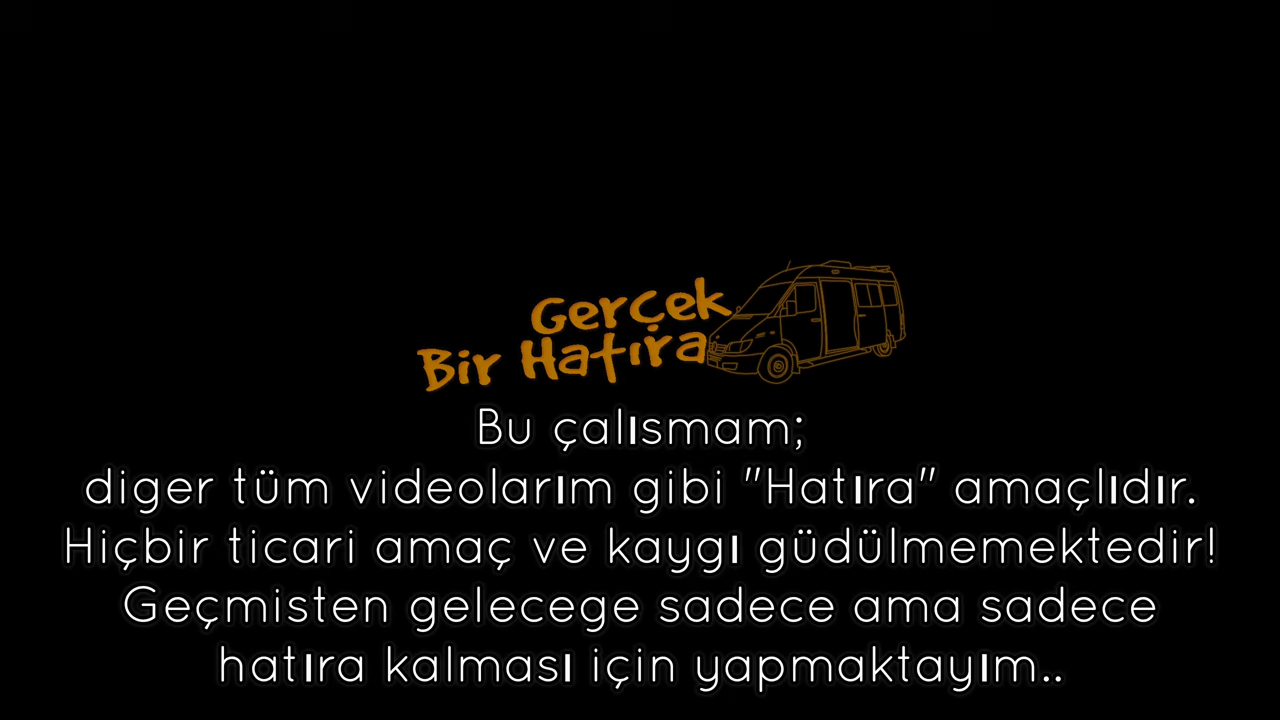 Gerçek
Bir Hatıra
Bu çalısmam;
diger tüm videolarım gibi "Hatıra" amaçlıdır.
Hiçbir ticari amaç ve kaygı güdülmemektedir!
Geçmisten gelecege sadece ama sadece
hatıra kalması için yapmaktayım..